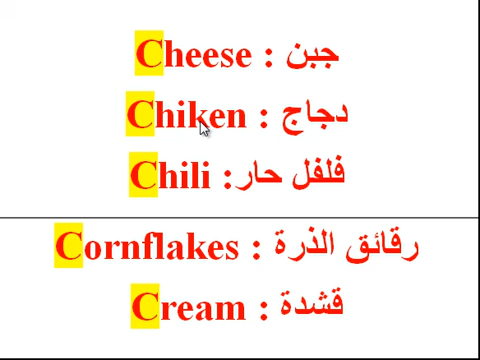 Cheese : جبن
Chiken : دجاج
Chili : فلفل حار
Cornflakes : رقائق الذرة
Cream : قشدة